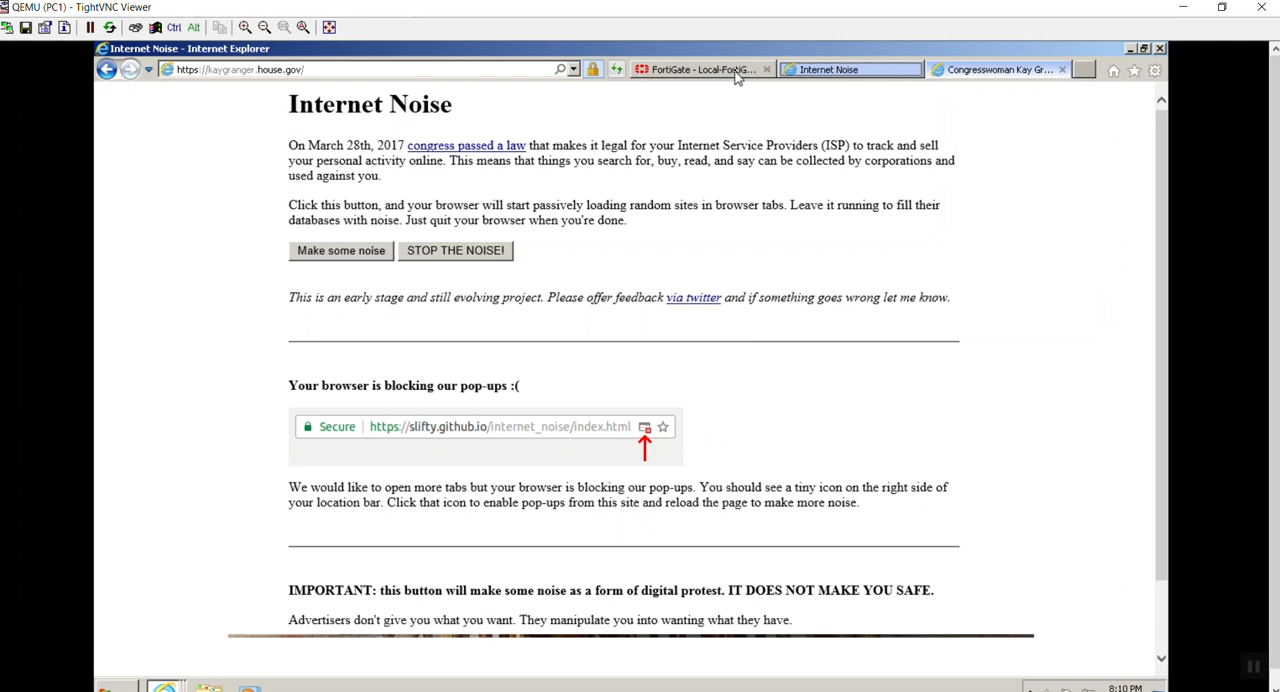 QEMU (PC1) - TightVNC Viewer
Ctrl Alt
Internet Noise - Internet Explorer
https://kaygranger.house.gov/ FortiGate - Local-FortiG... Internet Noise Congresswoman Kay Gr...
Internet Noise
On March 28th, 2017 congress passed a law that makes it legal for your Internet Service Providers (ISP) to track and sell
your personal activity online. This means that things you search for, buy, read, and say can be collected by corporations and
used against you.
Click this button, and your browser will start passively loading random sites in browser tabs. Leave it running to fill their
databases with noise. Just quit your browser when you're done.
Make some noise STOP THE NOISE!
This is an early stage and still evolving project. Please offer feedback via twitter and if something goes wrong let me know.
Your browser is blocking our pop-ups :(
Secure https://slifty.github.io/internet_noise/index.html
We would like to open more tabs but your browser is blocking our pop-ups. You should see a tiny icon on the right side of
your location bar. Click that icon to enable pop-ups from this site and reload the page to make more noise.
IMPORTANT: this button will make some noise as a form of digital protest. IT DOES NOT MAKE YOU SAFE.
Advertisers don't give you what you want. They manipulate you into wanting what they have.
8:10 PM